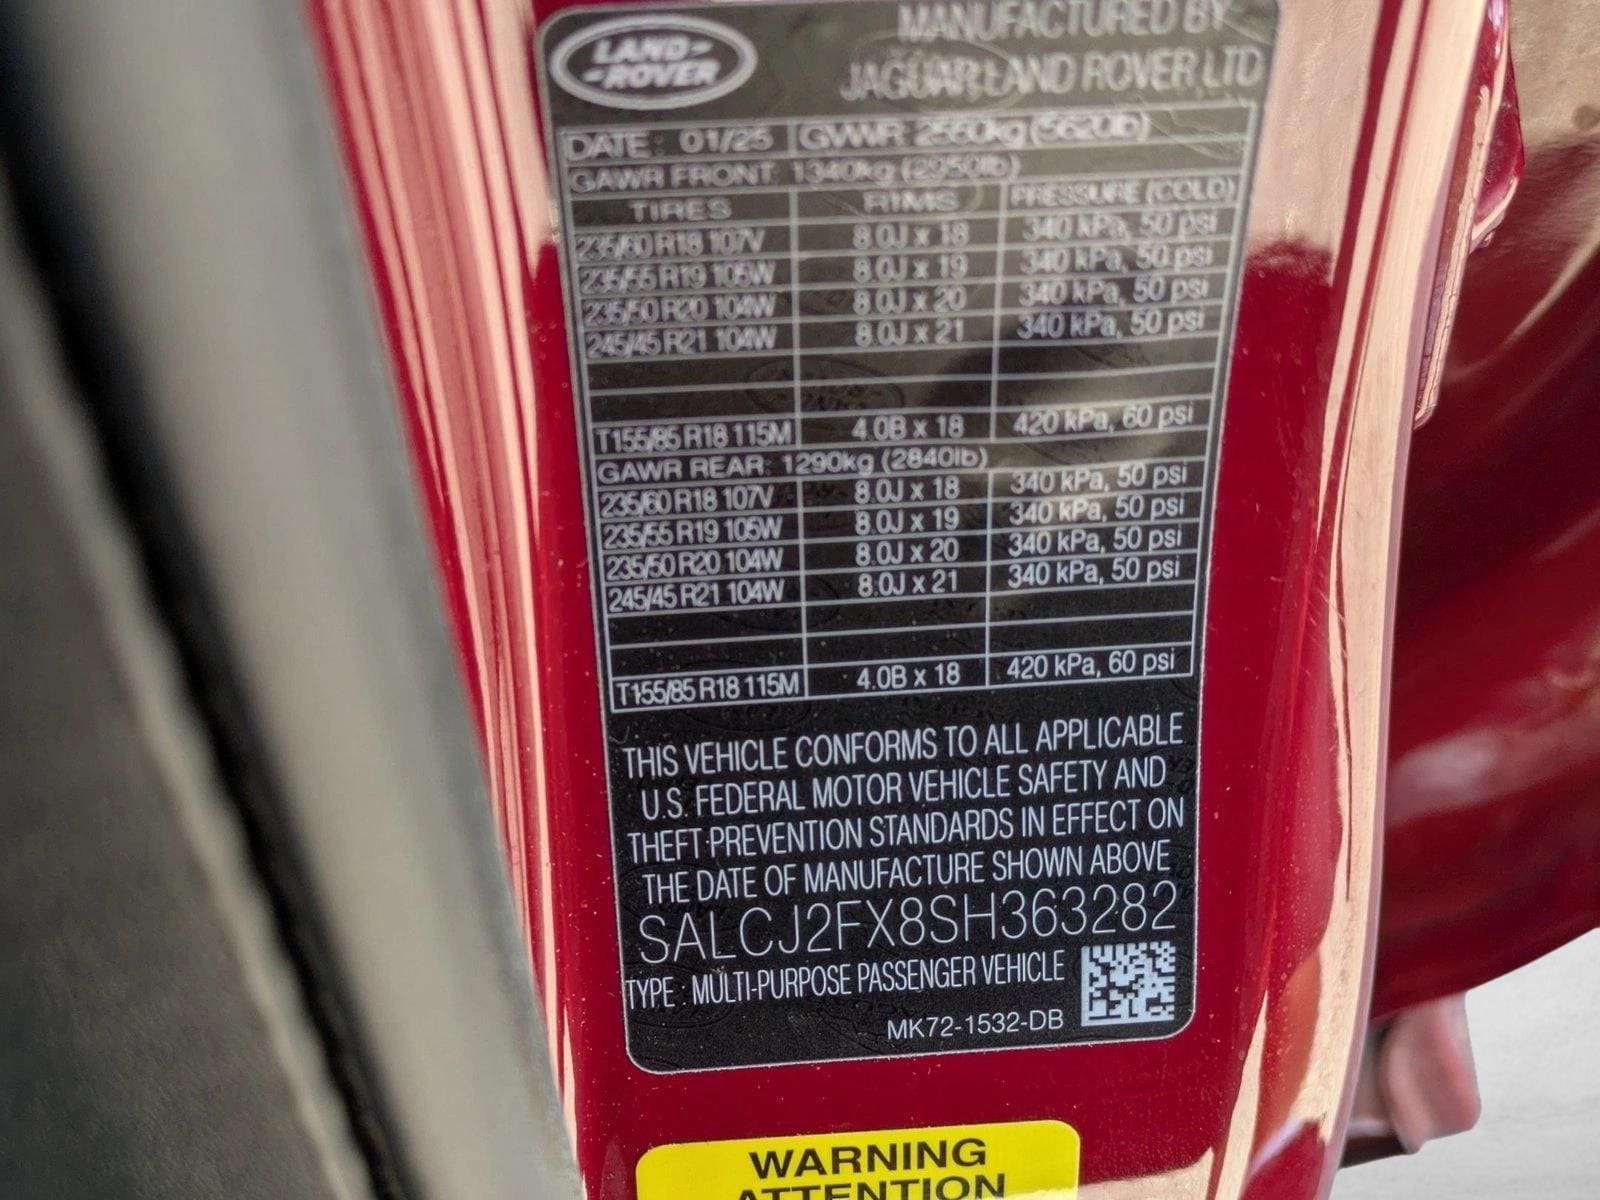 LAND-
-ROVER
MANUFACTURED BY
JAGUAR LAND ROVER LTD
DATE: 01/25 GVWR 2550kg (5620lb)
GAWR FRONT: 1340kg (2950lb)
TIRES RIMS PRESSURE (COLD)
235/60 R18 107V 8.0J x 18 340 kPa, 50 psi
235/55 R19 105W 8.0J x 19 340 kPa, 50 psi
235/50 R20 104W 8.0J x 20 340 kPa, 50 psi
245/45 R21 104W 8.0J x 21 340 kPa, 50 psi
T155/85 R18 115M 4.0B x 18 420 kPa, 60 psi
GAWR REAR: 1290kg (2840lb)
235/60 R18 107V 8.0J x 18 340 kPa, 50 psi
235/55 R19 105W 8.0J x 19 340 kPa, 50 psi
235/50 R20 104W 8.0J x 20 340 kPa, 50 psi
245/45 R21 104W 8.0J x 21 340 kPa, 50 psi
T155/85 R18 115M 4.0B x 18 420 kPa, 60 psi
THIS VEHICLE CONFORMS TO ALL APPLICABLE
U.S. FEDERAL MOTOR VEHICLE SAFETY AND
THEFT PREVENTION STANDARDS IN EFFECT ON
THE DATE OF MANUFACTURE SHOWN ABOVE
SALCJ2FX8SH363282
TYPE : MULTI-PURPOSE PASSENGER VEHICLE
MK72-1532-DB
WARNING
ATTENTION